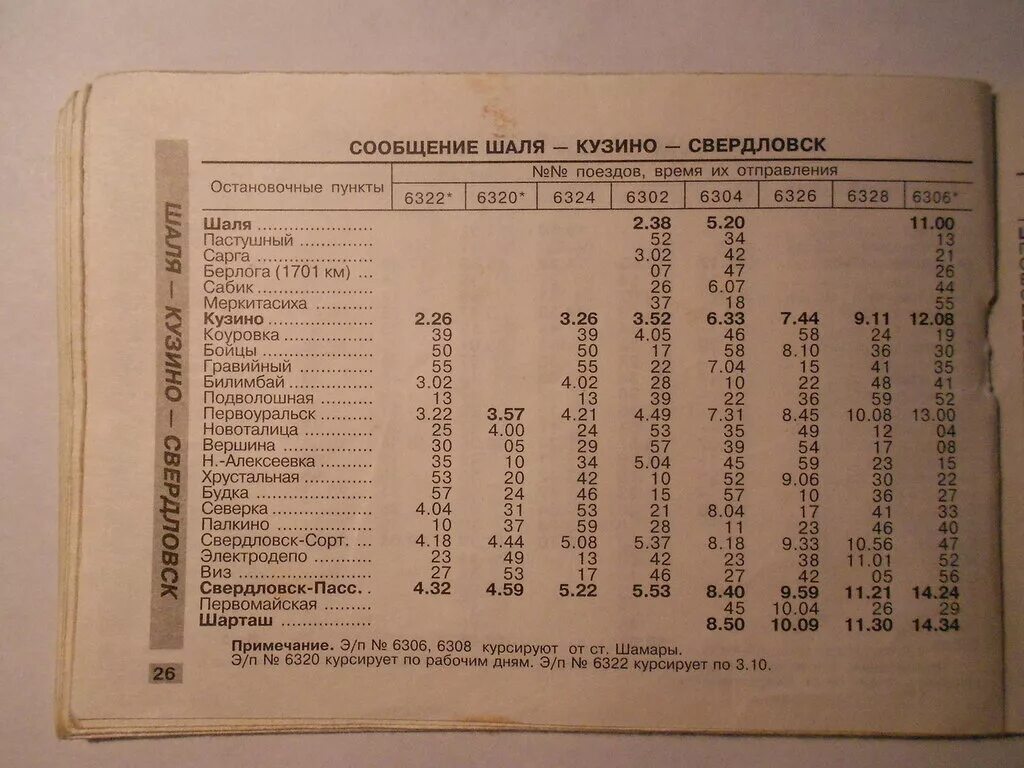 СООБЩЕНИЕ ШАЛЯ — КУЗИНО — СВЕРДЛОВСК
Остановочные пункты
№№ поездов, время их отправления
6322* 6320* 6324 6302 6304 6326 6328 6306*
Шаля 2.38 5.20 11.00
Пастушный 52 34 13
Сарга 3.02 42 21
Берлога (1701 км) ... 07 47 26
Сабик 26 6.07 44
Меркитасиха 37 18 55
Кузино 2.26 3.26 3.52 6.33 7.44 9.11 12.08
Коуровка 39 39 4.05 46 58 24 19
Бойцы 50 50 17 58 8.10 36 30
Гравийный 55 55 22 7.04 15 41 35
Билимбай 3.02 4.02 28 10 22 48 41
Подволошная 13 13 39 22 36 59 52
Первоуральск 3.22 3.57 4.21 4.49 7.31 8.45 10.08 13.00
Новоталица 25 4.00 24 53 35 49 12 04
Вершина 30 05 29 57 39 54 17 08
Н.-Алексеевка 35 10 34 5.04 45 59 23 15
Хрустальная 53 20 42 10 52 9.06 30 22
Будка 57 24 46 15 57 10 36 27
Северка 4.04 31 53 21 8.04 17 41 33
Палкино 10 37 59 28 11 23 46 40
Свердловск-Сорт. ... 4.18 4.44 5.08 5.37 8.18 9.33 10.56 47
Электродепо 23 49 13 42 23 38 11.01 52
Виз 27 53 17 46 27 42 05 56
Свердловск-Пасс. . 4.32 4.59 5.22 5.53 8.40 9.59 11.21 14.24
Первомайская 45 10.04 26 29
Шарташ 8.50 10.09 11.30 14.34
Примечание. Э/п № 6306, 6308 курсируют от ст. Шамары.
Э/п № 6320 курсирует по рабочим дням. Э/п № 6322 курсирует по 3.10.
ШАЛЯ — КУЗИНО — СВЕРДЛОВСК
26